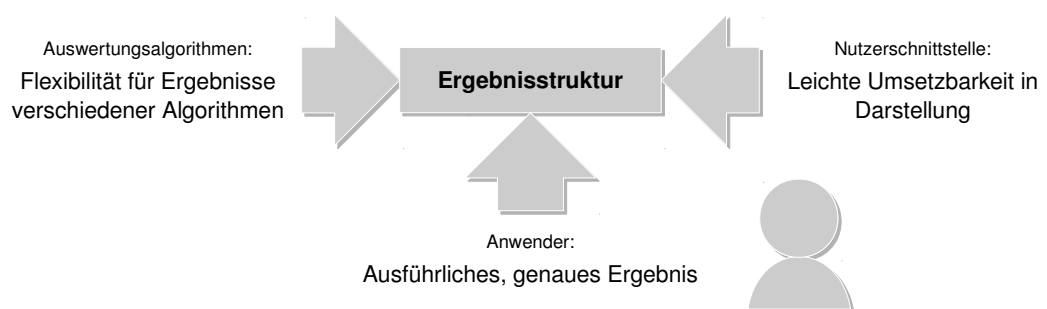 Auswertungsalgorithmen:
Flexibilität für Ergebnisse
verschiedener Algorithmen
Ergebnisstruktur
Nutzerschnittstelle:
Leichte Umsetzbarkeit in
Darstellung
Anwender:
Ausführliches, genaues Ergebnis